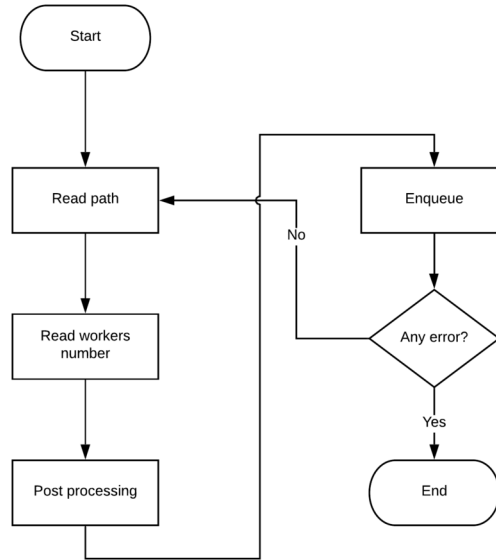 Start
Read path
Read workers
number
Post processing
Enqueue
No
Any error?
Yes
End